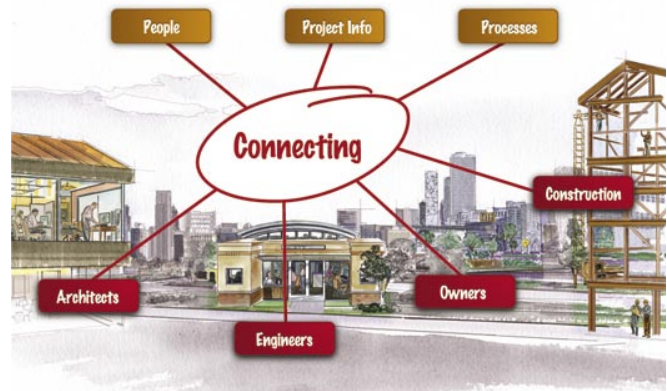 People
Project Info
Processes
Connecting
Construction
Architects
Owners
Engineers